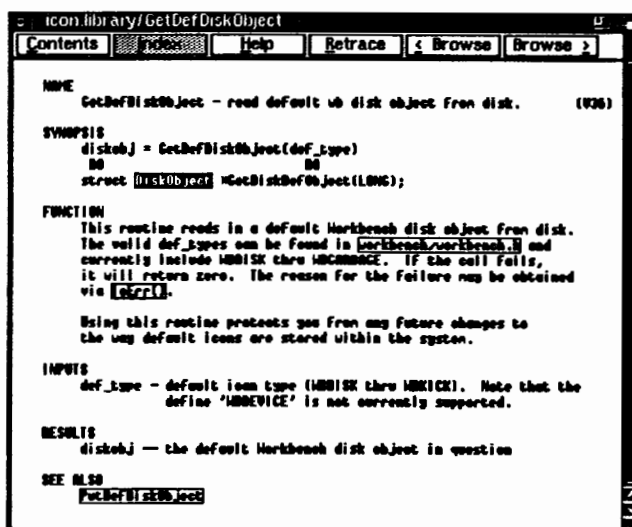 icon.library/GetDefDiskObject
Contents Index Help Retrace < Browse Browse >
NAME
GetDefDiskObject - read default wb disk object from disk. (V36)
SYNOPSIS
diskobj = GetDefDiskObject(def_type)
D0 D0
struct DiskObject *GetDiskDefObject(LONG);
FUNCTION
This routine reads in a default Workbench disk object from disk.
The valid def_types can be found in workbench/workbench.h and
currently include WBDISK thru WBGARBAGE. If the call fails,
it will return zero. The reason for the failure may be obtained
via IoErr().
Using this routine protects you from any future changes to
the way default icons are stored within the system.
INPUTS
def_type - default icon type (WBDISK thru WBKICK). Note that the
define 'WBDEVICE' is not currently supported.
RESULTS
diskobj -- the default Workbench disk object in question
SEE ALSO
PutDefDiskObject